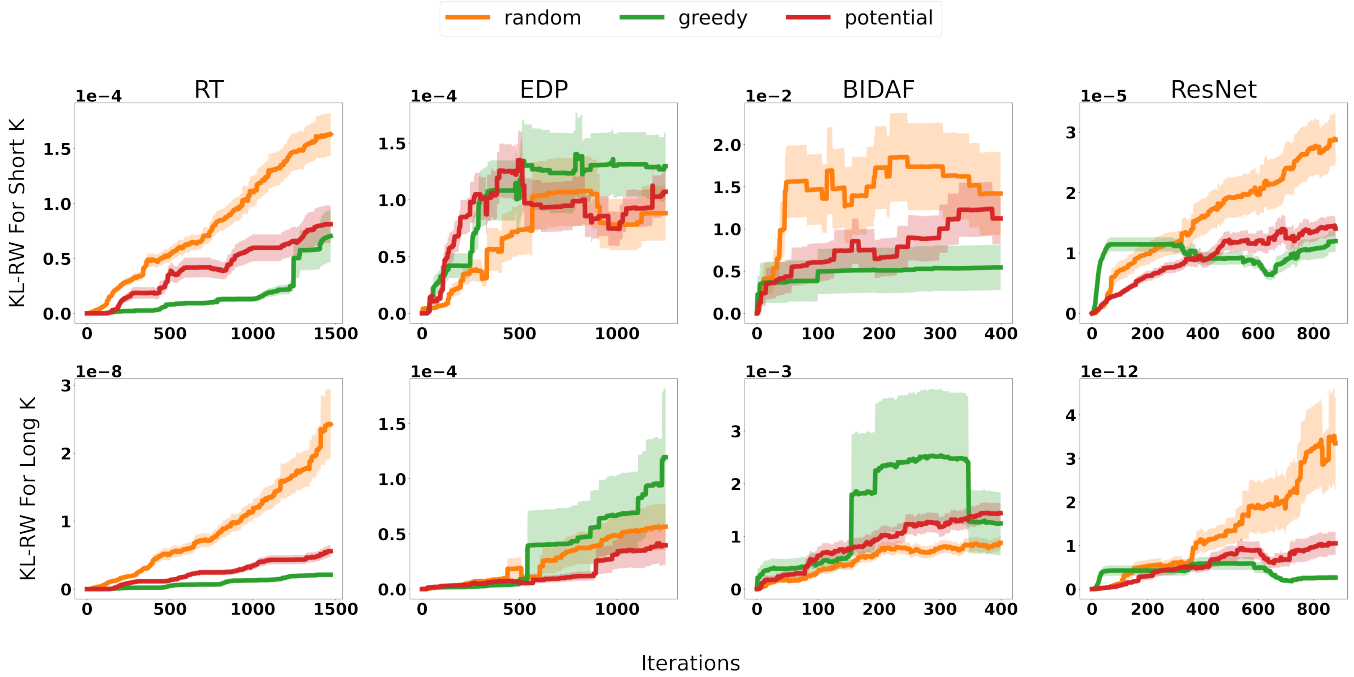 random greedy potential
RT EDP BIDAF ResNet
KL-RW For Short K
1e−4 1e−4 1e−2 1e−5
1.5 1.0 0.5 0.0
0 500 1000 1500
1.5 1.0 0.5 0.0
0 500 1000
2.0 1.5 1.0 0.5 0.0
0 100 200 300 400
3 2 1 0
0 200 400 600 800
KL-RW For Long K
1e−8 1e−4 1e−3 1e−12
3 2 1 0
0 500 1000 1500
1.5 1.0 0.5 0.0
0 500 1000
3 2 1 0
0 100 200 300 400
4 3 2 1 0
0 200 400 600 800
Iterations